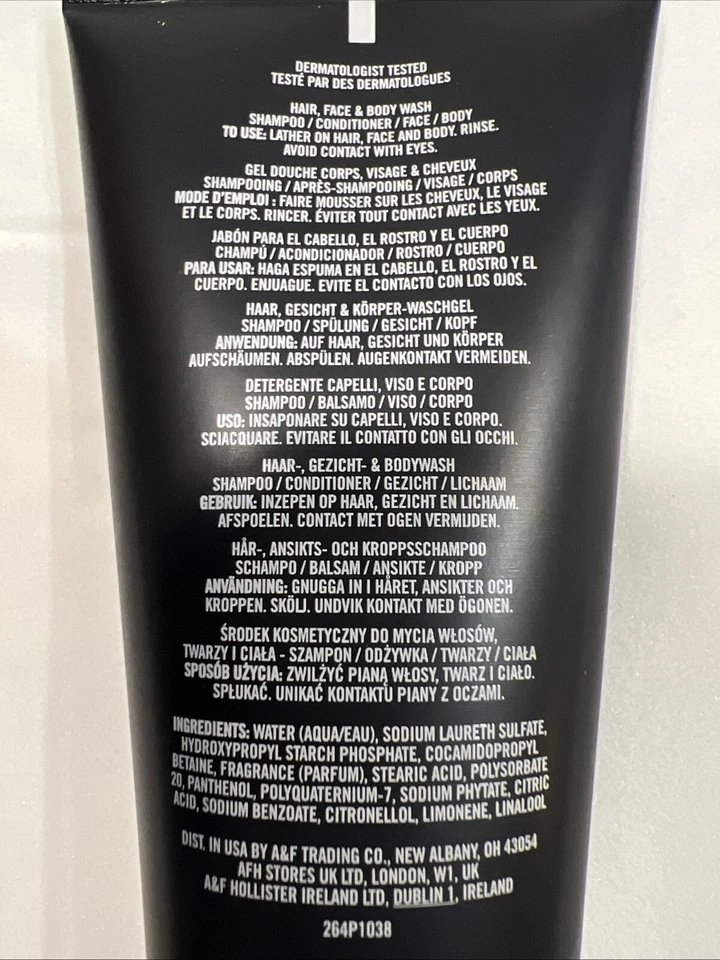 DERMATOLOGIST TESTED
TESTÉ PAR DES DERMATOLOGUES
HAIR, FACE & BODY WASH
SHAMPOO / CONDITIONER / FACE / BODY
TO USE: LATHER ON HAIR, FACE AND BODY. RINSE.
AVOID CONTACT WITH EYES.
GEL DOUCHE CORPS, VISAGE & CHEVEUX
SHAMPOOING / APRÈS-SHAMPOOING / VISAGE / CORPS
MODE D'EMPLOI : FAIRE MOUSSER SUR LES CHEVEUX, LE VISAGE
ET LE CORPS. RINCER. ÉVITER TOUT CONTACT AVEC LES YEUX.
JABÓN PARA EL CABELLO, EL ROSTRO Y EL CUERPO
CHAMPÚ / ACONDICIONADOR / ROSTRO / CUERPO
PARA USAR: HAGA ESPUMA EN EL CABELLO, EL ROSTRO Y EL
CUERPO. ENJUAGUE. EVITE EL CONTACTO CON LOS OJOS.
HAAR, GESICHT & KÖRPER-WASCHGEL
SHAMPOO / SPÜLUNG / GESICHT / KOPF
ANWENDUNG: AUF HAAR, GESICHT UND KÖRPER
AUFSCHÄUMEN. ABSPÜLEN. AUGENKONTAKT VERMEIDEN.
DETERGENTE CAPELLI, VISO E CORPO
SHAMPOO / BALSAMO / VISO / CORPO
USO: INSAPONARE SU CAPELLI, VISO E CORPO.
SCIACQUARE. EVITARE IL CONTATTO CON GLI OCCHI.
HAAR-, GEZICHT- & BODYWASH
SHAMPOO / CONDITIONER / GEZICHT / LICHAAM
GEBRUIK: INZEPEN OP HAAR, GEZICHT EN LICHAAM.
AFSPOELEN. CONTACT MET OGEN VERMIJDEN.
HÅR-, ANSIKTS- OCH KROPPSSCHAMPOO
SCHAMPO / BALSAM / ANSIKTE / KROPP
ANVÄNDNING: GNUGGA IN I HÅRET, ANSIKTER OCH
KROPPEN. SKÖLJ. UNDVIK KONTAKT MED ÖGONEN.
ŚRODEK KOSMETYCZNY DO MYCIA WŁOSÓW,
TWARZY I CIAŁA - SZAMPON / ODŻYWKA / TWARZY / CIAŁA
SPOSÓB UŻYCIA: ZWILŻYĆ PIANĄ WŁOSY, TWARZ I CIAŁO.
SPŁUKAĆ. UNIKAĆ KONTAKTU PIANY Z OCZAMI.
INGREDIENTS: WATER (AQUA/EAU), SODIUM LAURETH SULFATE,
HYDROXYPROPYL STARCH PHOSPHATE, COCAMIDOPROPYL
BETAINE, FRAGRANCE (PARFUM), STEARIC ACID, POLYSORBATE
20, PANTHENOL, POLYQUATERNIUM-7, SODIUM PHYTATE, CITRIC
ACID, SODIUM BENZOATE, CITRONELLOL, LIMONENE, LINALOOL
DIST. IN USA BY A&F TRADING CO., NEW ALBANY, OH 43054
AFH STORES UK LTD, LONDON, W1, UK
A&F HOLLISTER IRELAND LTD, DUBLIN 1, IRELAND
264P1038